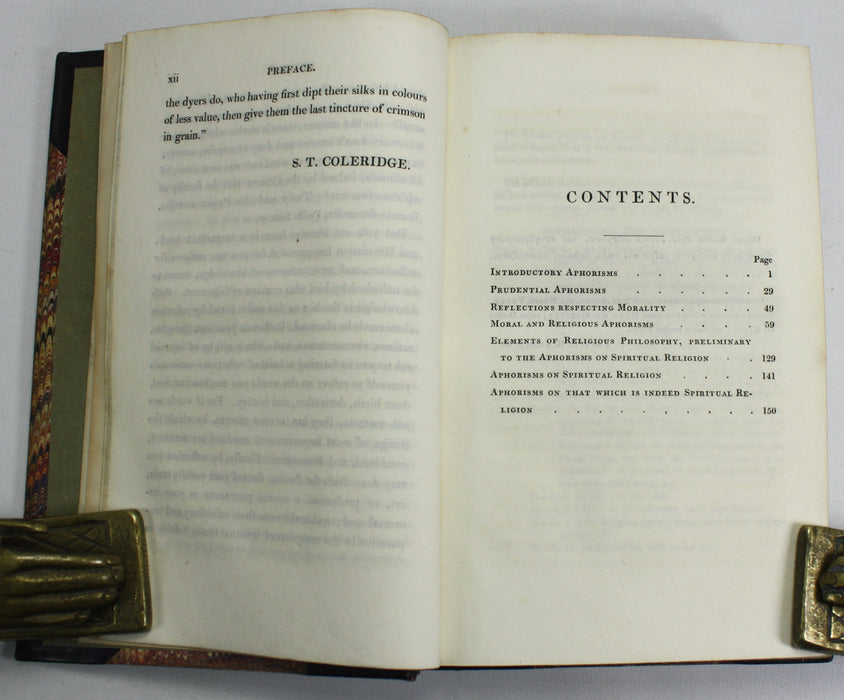 xii PREFACE.
the dyers do, who having first dipt their silks in colours
of less value, then give them the last tincture of crimson
in grain.”
S. T. COLERIDGE.
CONTENTS.
Page
Introductory Aphorisms . . . . . . 1
Prudential Aphorisms . . . . . . 29
Reflections respecting Morality . . . . 49
Moral and Religious Aphorisms . . . . 59
Elements of Religious Philosophy, preliminary
to the Aphorisms on Spiritual Religion . . 129
Aphorisms on Spiritual Religion . . . . 141
Aphorisms on that which is indeed Spiritual Re-
ligion . . . . , . . . . 150